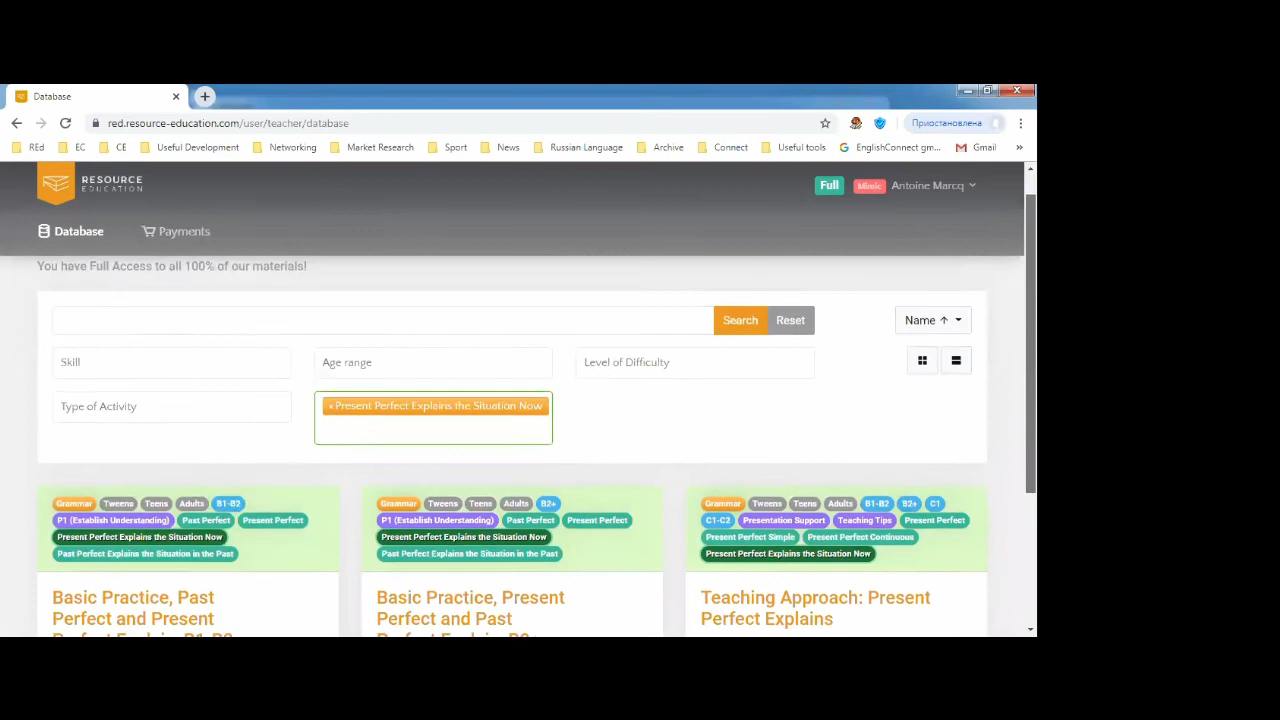 Database
red.resource-education.com/user/teacher/database
Приостановлена
REd EC CE Useful Development Networking Market Research Sport News Russian Language Archive Connect Useful tools EnglishConnect gm... Gmail »
RESOURCE
EDUCATION
Full Mimic Antoine Marcq
Database Payments
You have Full Access to all 100% of our materials!
Search Reset Name ↑
Skill Age range Level of Difficulty
Type of Activity × Present Perfect Explains the Situation Now
Grammar Tweens Teens Adults B1-B2
P1 (Establish Understanding) Past Perfect Present Perfect
Present Perfect Explains the Situation Now
Past Perfect Explains the Situation in the Past
Basic Practice, Past
Perfect and Present
Perfect Explain B1-B2
Grammar Tweens Teens Adults B2+
P1 (Establish Understanding) Past Perfect Present Perfect
Present Perfect Explains the Situation Now
Past Perfect Explains the Situation in the Past
Basic Practice, Present
Perfect and Past
Perfect Explain B2+
Grammar Tweens Teens Adults B1-B2 B2+ C1
C1-C2 Presentation Support Teaching Tips Present Perfect
Present Perfect Simple Present Perfect Continuous
Present Perfect Explains the Situation Now
Teaching Approach: Present
Perfect Explains